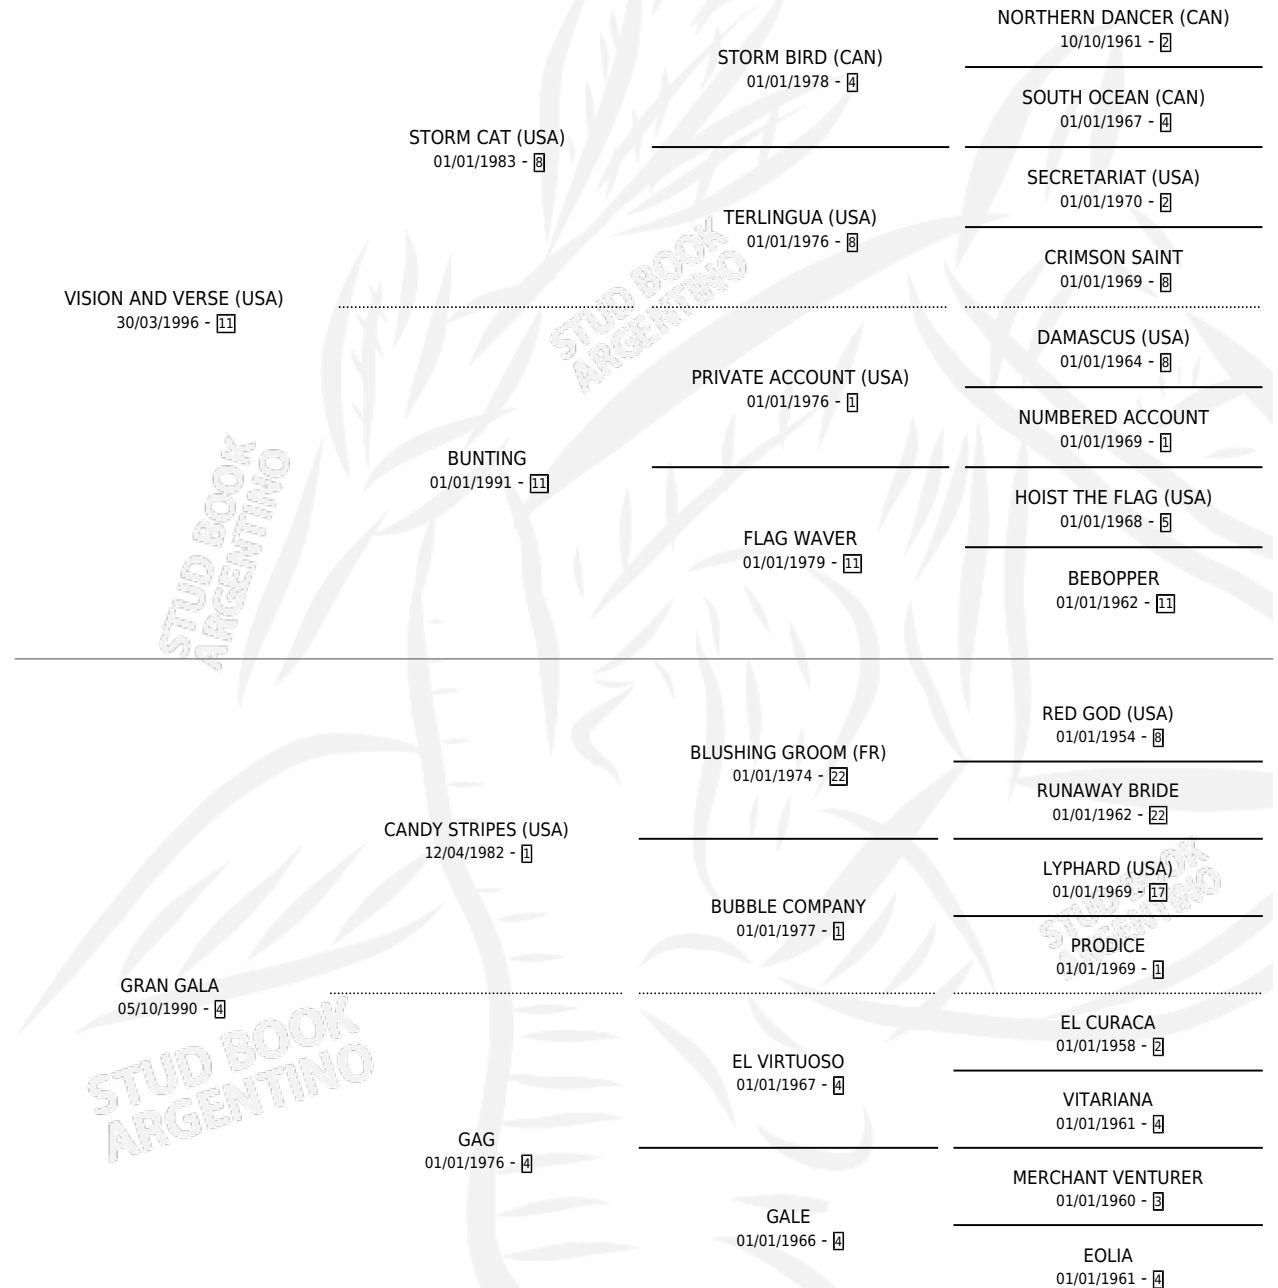 NORTHERN DANCER (CAN)
10/10/1961 - 2
STORM BIRD (CAN)
01/01/1978 - 4
SOUTH OCEAN (CAN)
01/01/1967 - 4
STORM CAT (USA)
01/01/1983 - 8
SECRETARIAT (USA)
01/01/1970 - 2
TERLINGUA (USA)
01/01/1976 - 8
CRIMSON SAINT
01/01/1969 - 8
VISION AND VERSE (USA)
30/03/1996 - 11
DAMASCUS (USA)
01/01/1964 - 8
PRIVATE ACCOUNT (USA)
01/01/1976 - 1
NUMBERED ACCOUNT
01/01/1969 - 1
BUNTING
01/01/1991 - 11
HOIST THE FLAG (USA)
01/01/1968 - 5
FLAG WAVER
01/01/1979 - 11
BEBOPPER
01/01/1962 - 11
RED GOD (USA)
01/01/1954 - 8
BLUSHING GROOM (FR)
01/01/1974 - 22
RUNAWAY BRIDE
01/01/1962 - 22
CANDY STRIPES (USA)
12/04/1982 - 1
LYPHARD (USA)
01/01/1969 - 17
BUBBLE COMPANY
01/01/1977 - 1
PRODICE
01/01/1969 - 1
GRAN GALA
05/10/1990 - 4
EL CURACA
01/01/1958 - 2
EL VIRTUOSO
01/01/1967 - 4
VITARIANA
01/01/1961 - 4
GAG
01/01/1976 - 4
MERCHANT VENTURER
01/01/1960 - 3
GALE
01/01/1966 - 4
EOLIA
01/01/1961 - 4
STUD BOOK
ARGENTINO
STUD BOOK
ARGENTINO
STUD BOOK
ARGENTINO
STUD BOOK
ARGENTINO